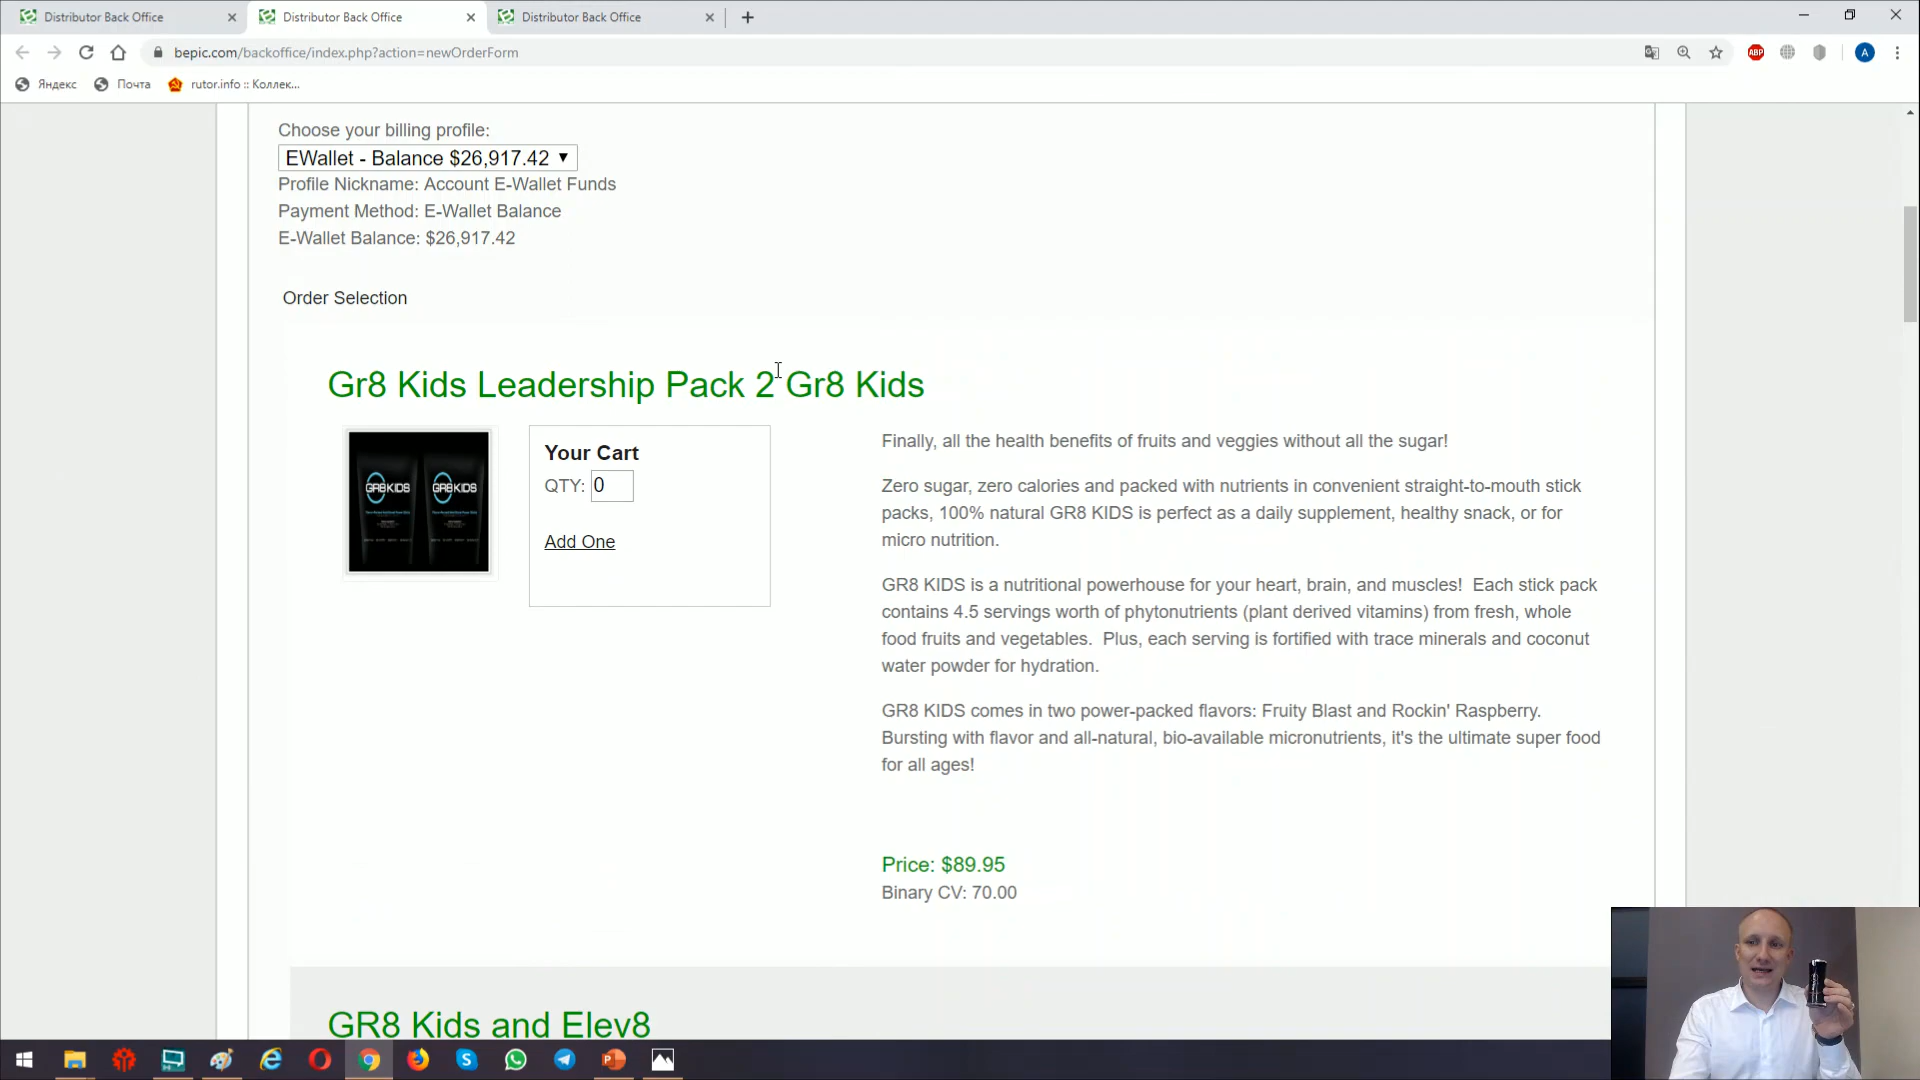 Distributor Back Office
Distributor Back Office
Distributor Back Office
bepic.com/backoffice/index.php?action=newOrderForm
ABP
A
Яндекс
Почта
rutor.info :: Коллек...
Choose your billing profile:
EWallet - Balance $26,917.42
Profile Nickname: Account E-Wallet Funds
Payment Method: E-Wallet Balance
E-Wallet Balance: $26,917.42
Order Selection
Gr8 Kids Leadership Pack 2 Gr8 Kids
GR8KIDS GR8KIDS
Your Cart
QTY: 0
Add One
Finally, all the health benefits of fruits and veggies without all the sugar!
Zero sugar, zero calories and packed with nutrients in convenient straight-to-mouth stick
packs, 100% natural GR8 KIDS is perfect as a daily supplement, healthy snack, or for
micro nutrition.
GR8 KIDS is a nutritional powerhouse for your heart, brain, and muscles! Each stick pack
contains 4.5 servings worth of phytonutrients (plant derived vitamins) from fresh, whole
food fruits and vegetables. Plus, each serving is fortified with trace minerals and coconut
water powder for hydration.
GR8 KIDS comes in two power-packed flavors: Fruity Blast and Rockin' Raspberry.
Bursting with flavor and all-natural, bio-available micronutrients, it's the ultimate super food
for all ages!
Price: $89.95
Binary CV: 70.00
GR8 Kids and Elev8